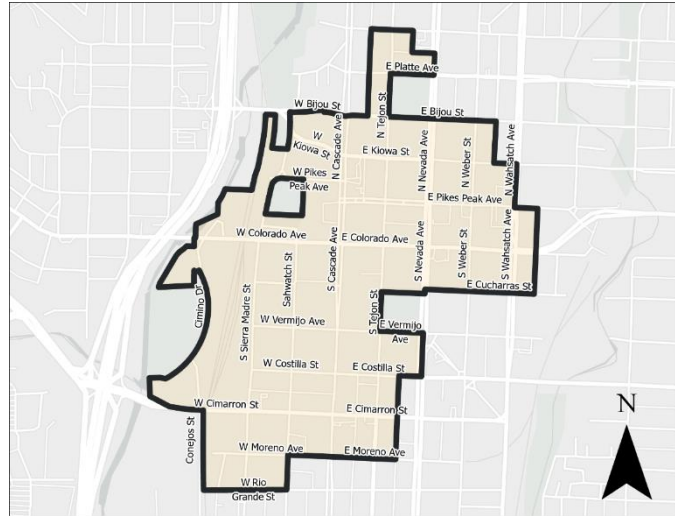 E Platte Ave
W Bijou St
E Bijou St
N Tejon St
N Cascade Ave
W
Kiowa St
E Kiowa St
N Nevada Ave
N Weber St
N Wahsatch Ave
W Pikes
Peak Ave
E Pikes Peak Ave
W Colorado Ave
E Colorado Ave
S Cascade Ave
S Nevada Ave
S Weber St
S Wahsatch Ave
Sahwatch St
E Cucharras St
Cimino Dr
S Sierra Madre St
S Tejon St
W Vermijo Ave
E Vermijo
Ave
W Costilla St
E Costilla St
W Cimarron St
E Cimarron St
Conejos St
W Moreno Ave
E Moreno Ave
W Rio
Grande St
N